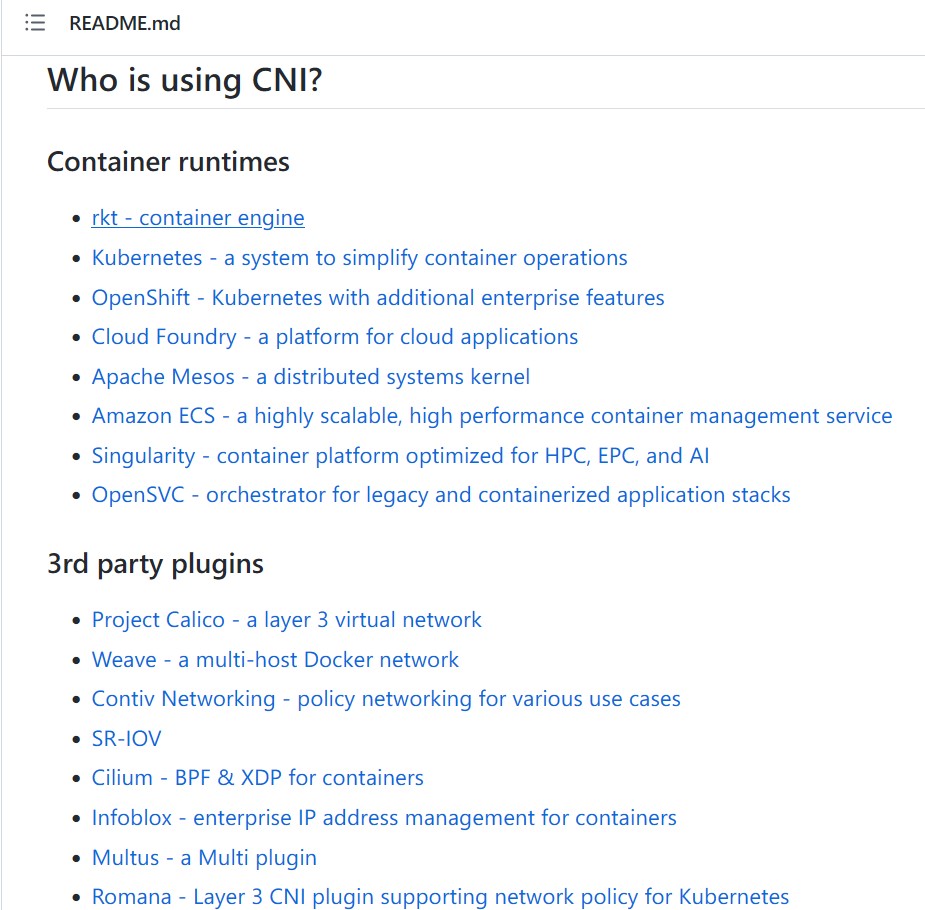 README.md
Who is using CNI?
Container runtimes
rkt - container engine
Kubernetes - a system to simplify container operations
OpenShift - Kubernetes with additional enterprise features
Cloud Foundry - a platform for cloud applications
Apache Mesos - a distributed systems kernel
Amazon ECS - a highly scalable, high performance container management service
Singularity - container platform optimized for HPC, EPC, and AI
OpenSVC - orchestrator for legacy and containerized application stacks
3rd party plugins
Project Calico - a layer 3 virtual network
Weave - a multi-host Docker network
Contiv Networking - policy networking for various use cases
SR-IOV
Cilium - BPF & XDP for containers
Infoblox - enterprise IP address management for containers
Multus - a Multi plugin
Romana - Layer 3 CNI plugin supporting network policy for Kubernetes